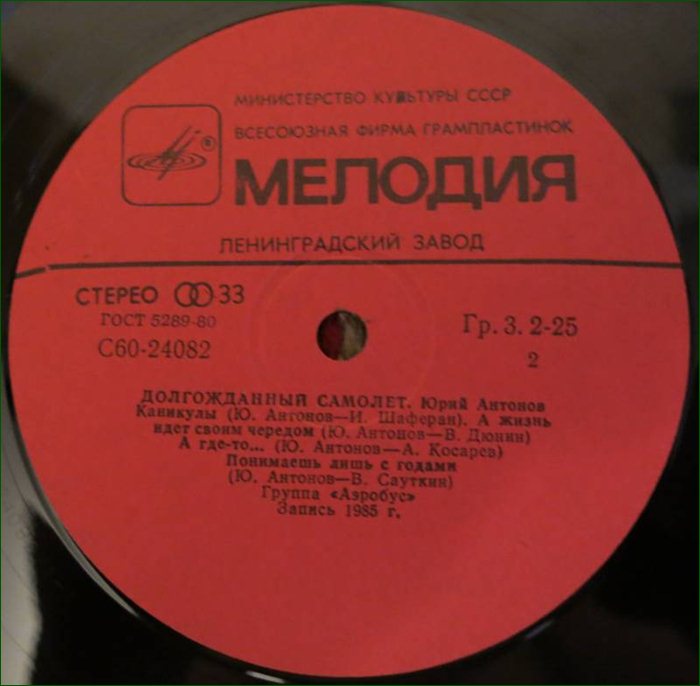 МИНИСТЕРСТВО КУЛЬТУРЫ СССР
ВСЕСОЮЗНАЯ ФИРМА ГРАМПЛАСТИНОК
®
МЕЛОДИЯ
ЛЕНИНГРАДСКИЙ ЗАВОД
СТЕРЕО 33
ГОСТ 5289-80
С60-24082
Гр. 3. 2-25
2
ДОЛГОЖДАННЫЙ САМОЛЕТ. Юрий Антонов
Каникулы (Ю. Антонов—И. Шаферан). А жизнь
идет своим чередом (Ю. Антонов—В. Дюнин)
А где-то... (Ю. Антонов—А. Косарев)
Понимаешь лишь с годами
(Ю. Антонов—В. Сауткин)
Группа «Аэробус»
Запись 1985 г.